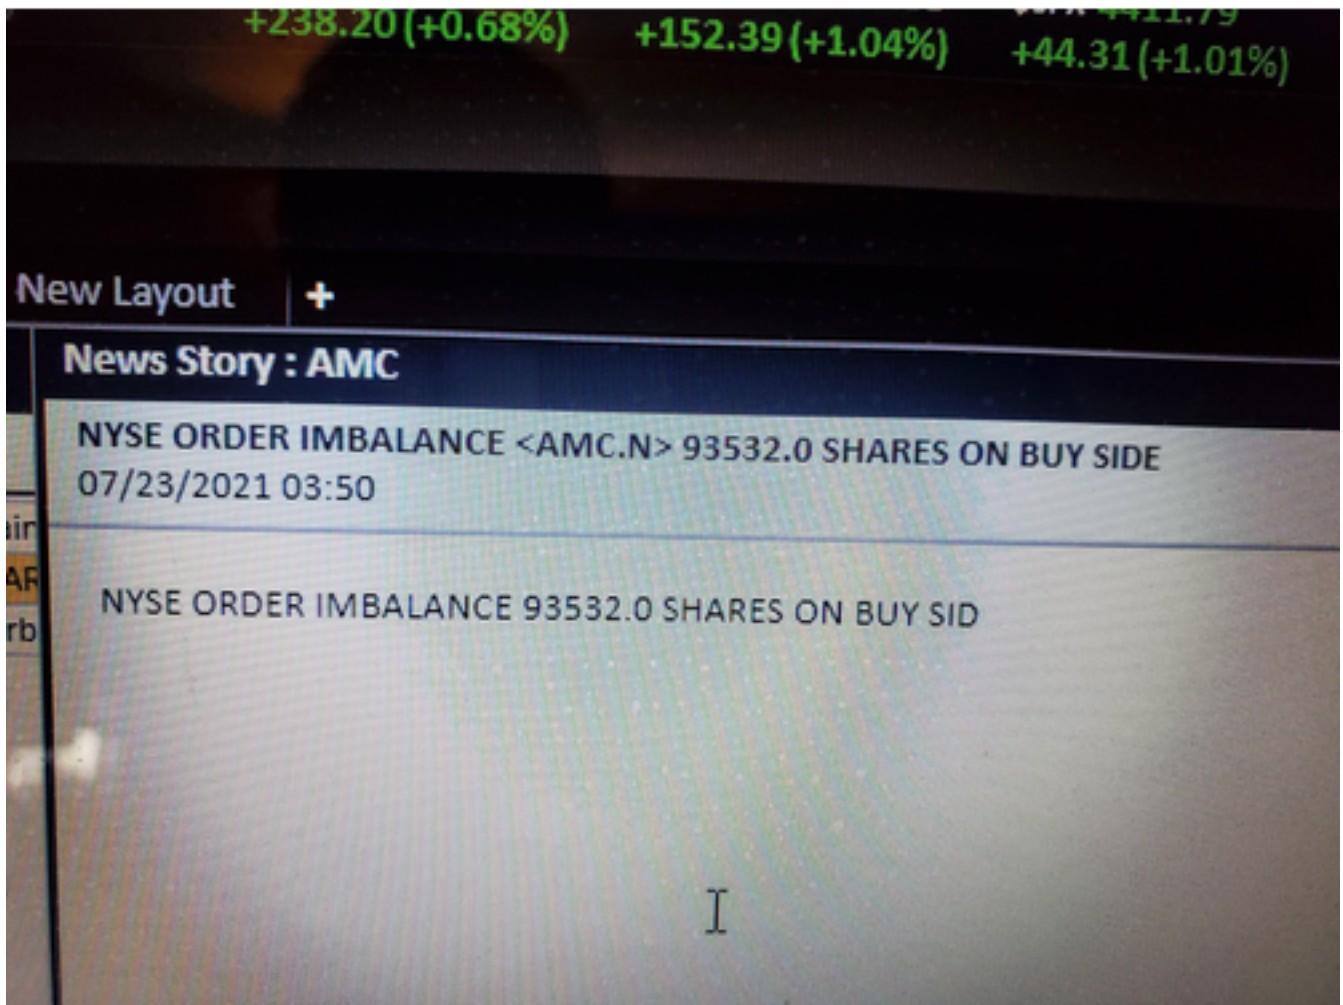 +238.20 (+0.68%) +152.39 (+1.04%) 4411.79
+44.31 (+1.01%)
New Layout +
News Story : AMC
NYSE ORDER IMBALANCE <AMC.N> 93532.0 SHARES ON BUY SIDE
07/23/2021 03:50
NYSE ORDER IMBALANCE 93532.0 SHARES ON BUY SID